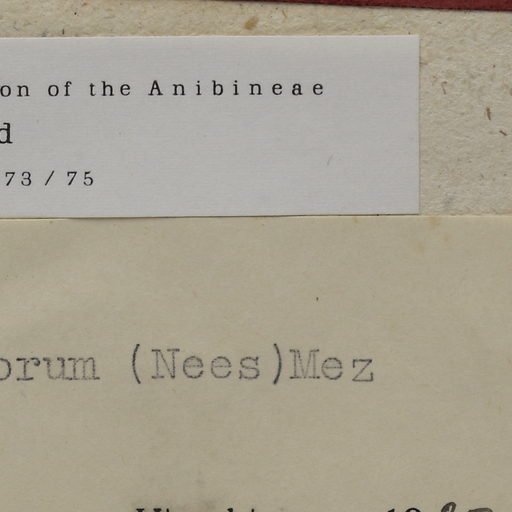 on of the Anibineae
d
73 / 75
orum (Nees)Mez